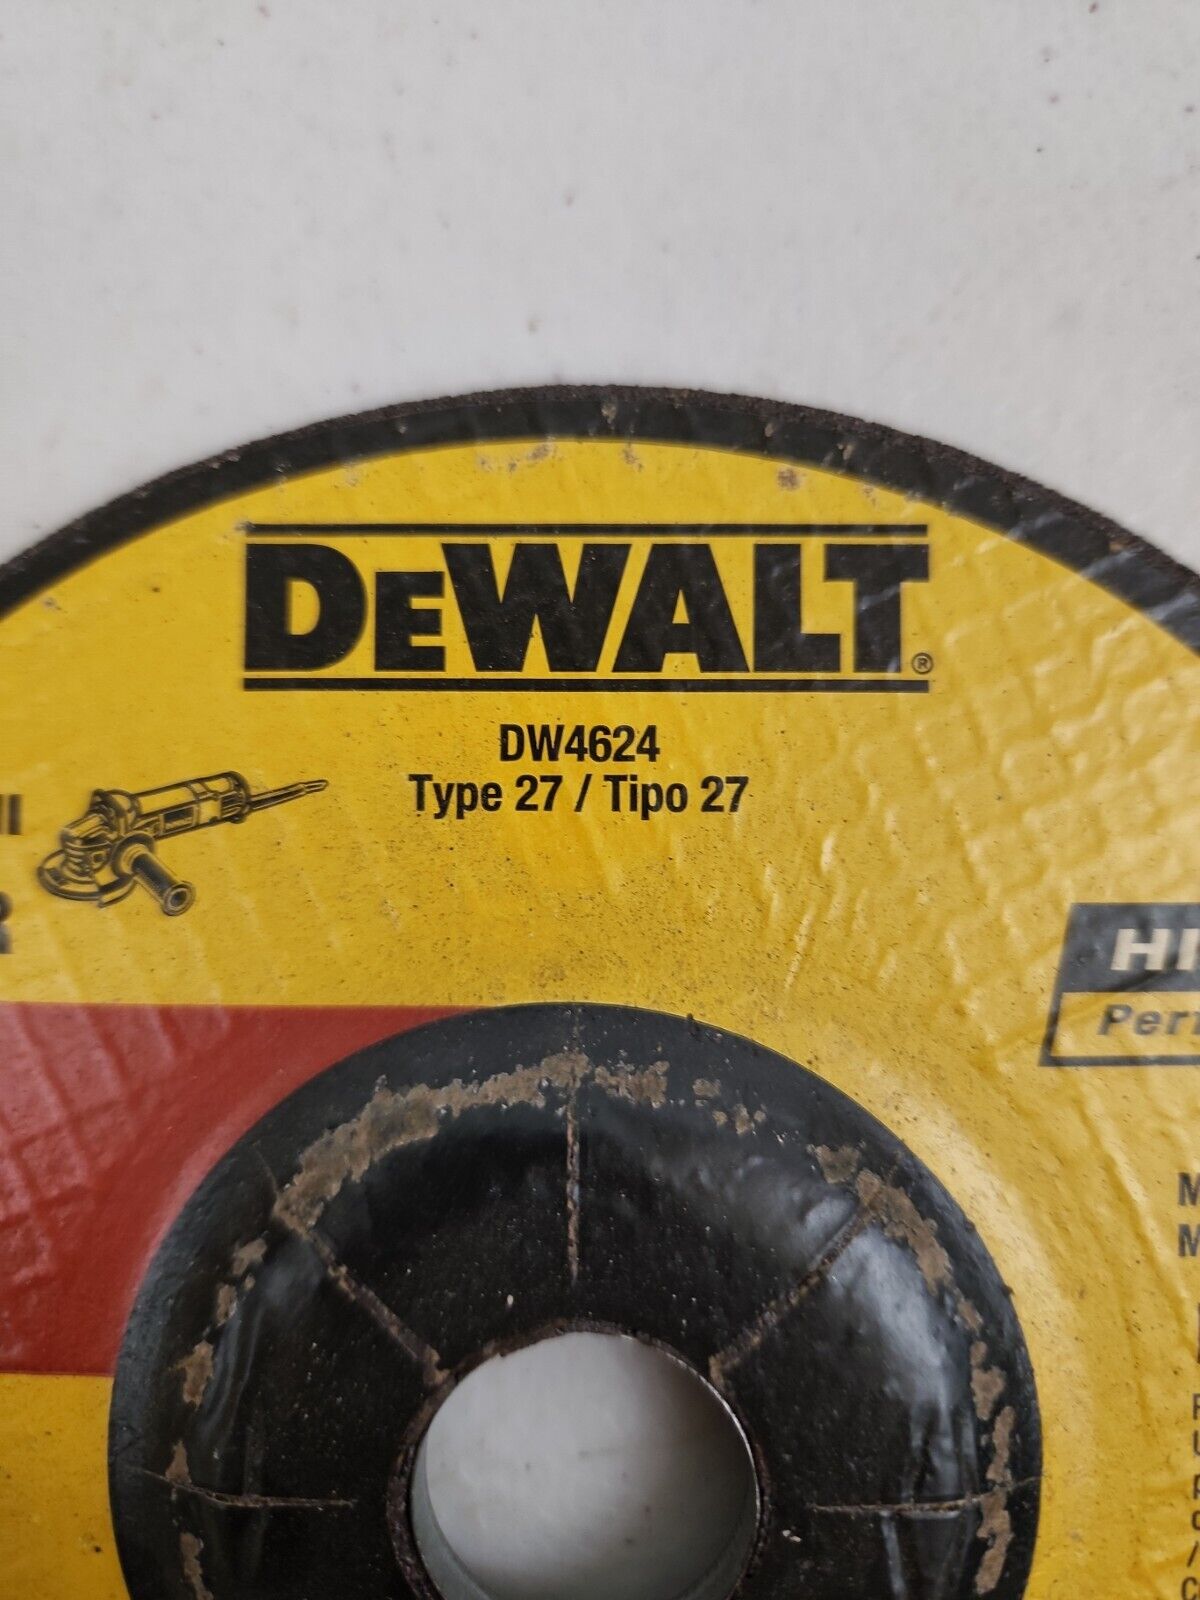 DEWALT®
DW4624
Type 27 / Tipo 27